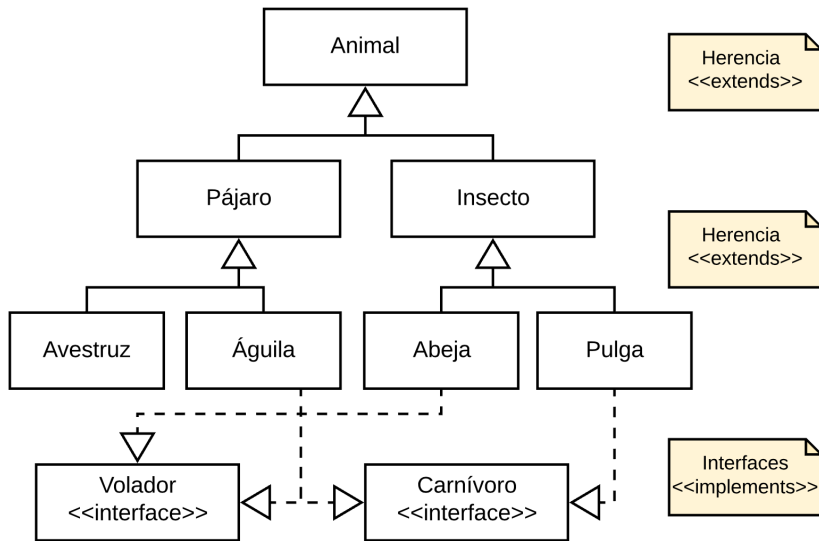 Animal
Herencia
<<extends>>
Pájaro
Insecto
Herencia
<<extends>>
Avestruz
Águila
Abeja
Pulga
Volador
<<interface>>
Carnívoro
<<interface>>
Interfaces
<<implements>>